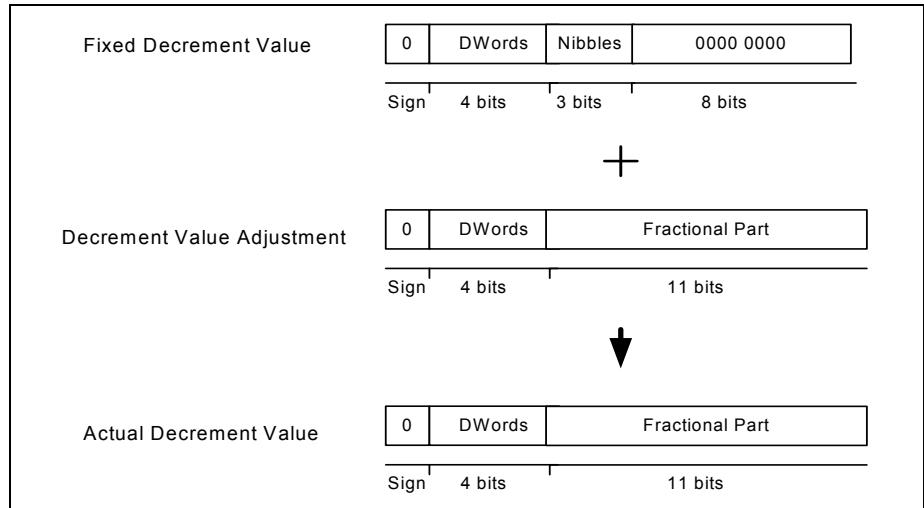 Fixed Decrement Value 0 DWords Nibbles 0000 0000
Sign 4 bits 3 bits 8 bits
+
Decrement Value Adjustment 0 DWords Fractional Part
Sign 4 bits 11 bits
Actual Decrement Value 0 DWords Fractional Part
Sign 4 bits 11 bits